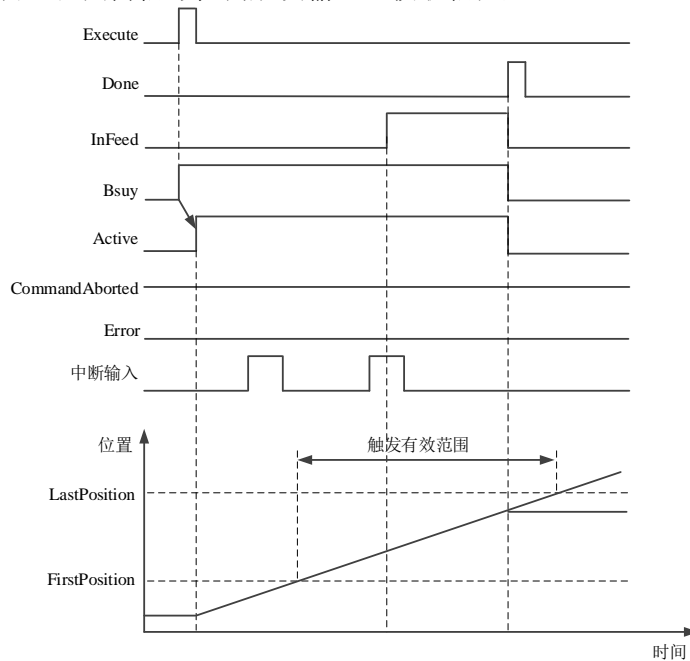 Execute
Done
InFeed
Bsuy
Active
CommandAborted
Error
中断输入
位置
触发有效范围
LastPosition
FirstPosition
时间